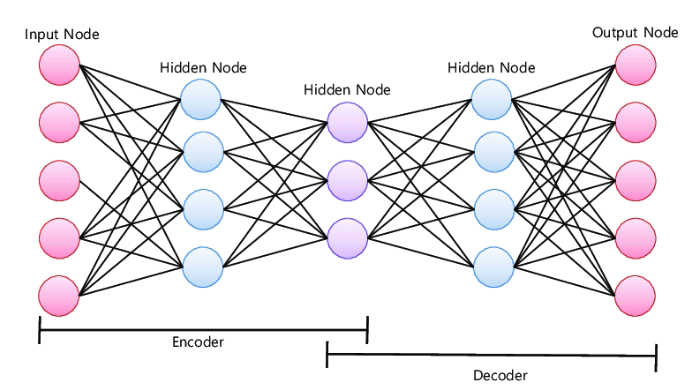 Input Node
Output Node
Hidden Node
Hidden Node
Hidden Node
Encoder
Decoder